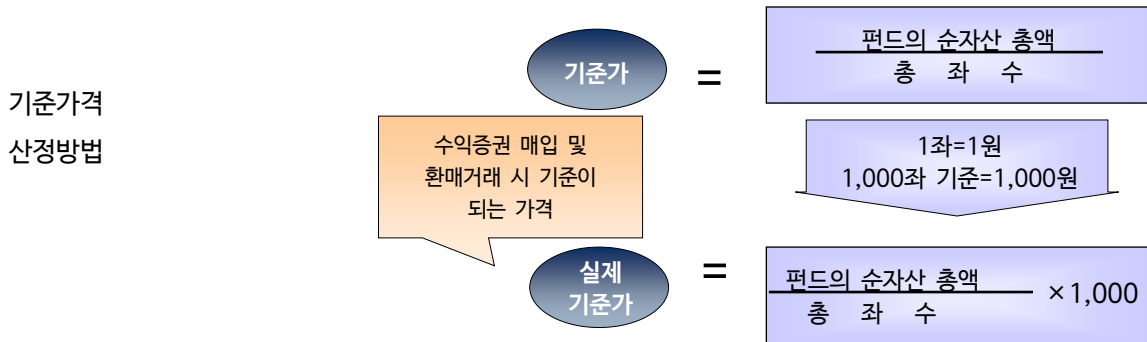 기준가격
산정방법
기준가
=
펀드의 순자산 총액
총 좌 수
수익증권 매입 및
환매거래 시 기준이
되는 가격
1좌=1원
1,000좌 기준=1,000원
실제
기준가
=
펀드의 순자산 총액
총 좌 수
×1,000